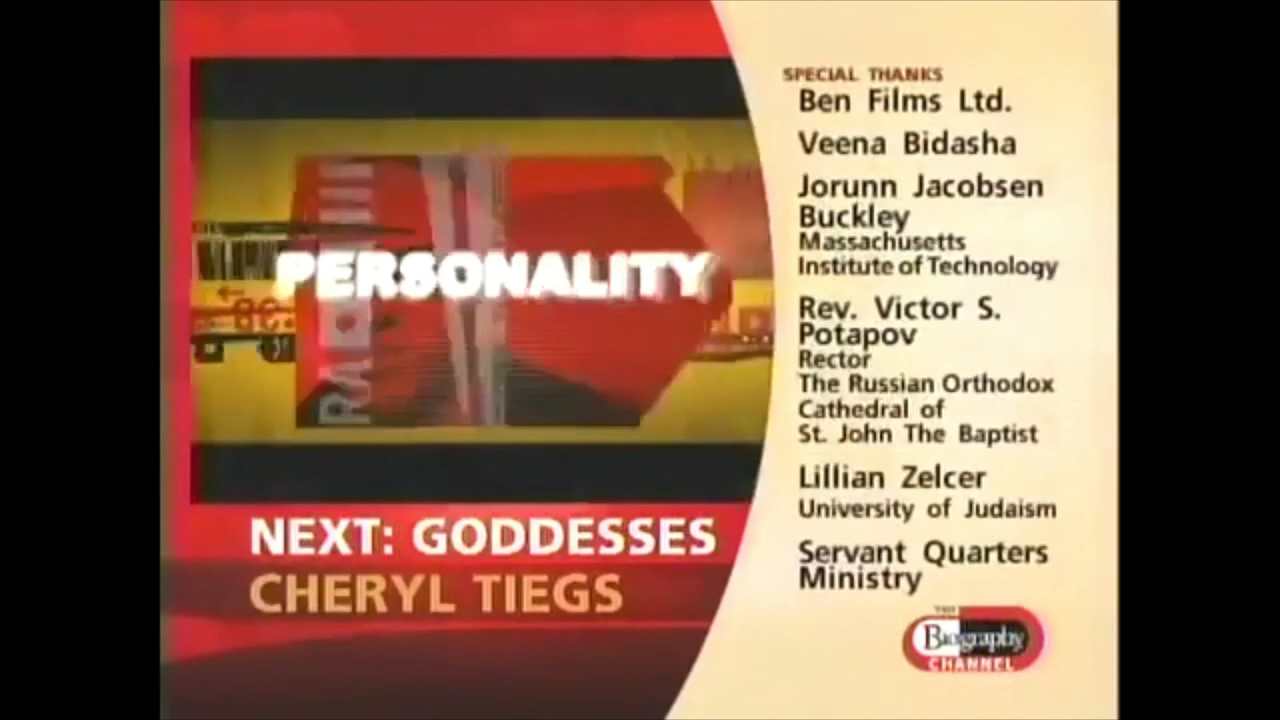 PERSONALITY
NEXT: GODDESSES
CHERYL TIEGS
SPECIAL THANKS
Ben Films Ltd.
Veena Bidasha
Jorunn Jacobsen
Buckley
Massachusetts
Institute of Technology
Rev. Victor S.
Potapov
Rector
The Russian Orthodox
Cathedral of
St. John The Baptist
Lillian Zelcer
University of Judaism
Servant Quarters
Ministry
THE
Biography
CHANNEL